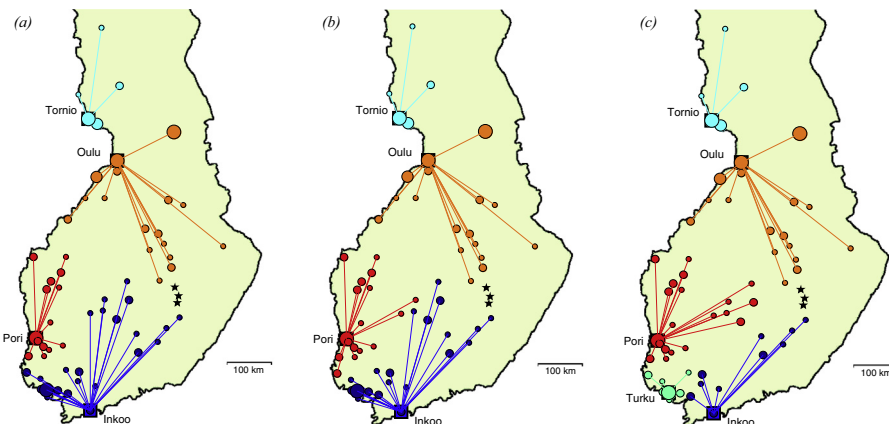 (a)
Tornio
Oulu
Pori
100 km
Inkoo
(b)
Tornio
Oulu
Pori
100 km
Inkoo
(c)
Tornio
Oulu
Pori
100 km
Turku
Inkoo